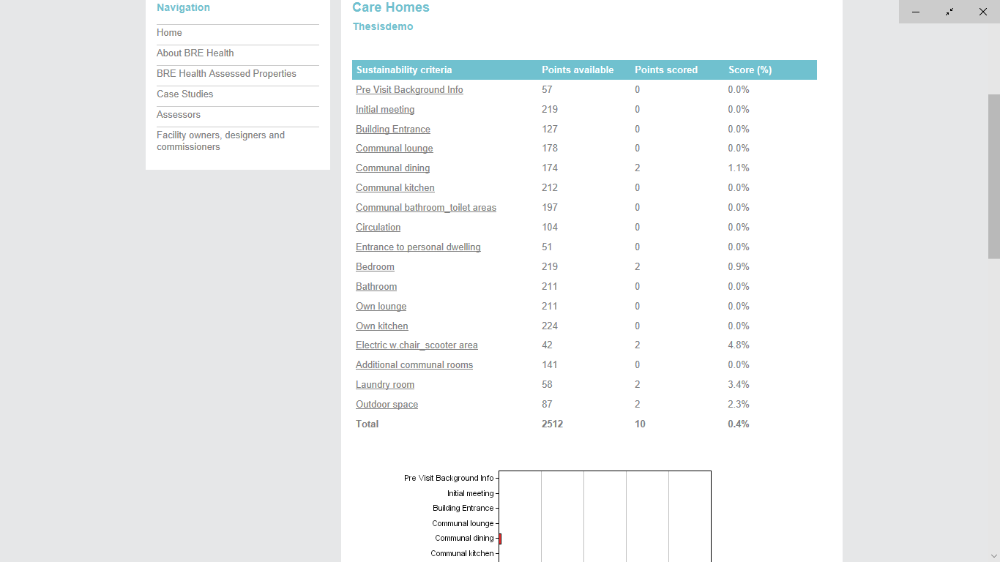 Navigation
Home
About BRE Health
BRE Health Assessed Properties
Case Studies
Assessors
Facility owners, designers and
commissioners
Care Homes
Thesisdemo
Sustainability criteria Points available Points scored Score (%)
Pre Visit Background Info 57 0 0.0%
Initial meeting 219 0 0.0%
Building Entrance 127 0 0.0%
Communal lounge 178 0 0.0%
Communal dining 174 2 1.1%
Communal kitchen 212 0 0.0%
Communal bathroom_toilet areas 197 0 0.0%
Circulation 104 0 0.0%
Entrance to personal dwelling 51 0 0.0%
Bedroom 219 2 0.9%
Bathroom 211 0 0.0%
Own lounge 211 0 0.0%
Own kitchen 224 0 0.0%
Electric w.chair_scooter area 42 2 4.8%
Additional communal rooms 141 0 0.0%
Laundry room 58 2 3.4%
Outdoor space 87 2 2.3%
Total 2512 10 0.4%
Pre Visit Background Info
Initial meeting
Building Entrance
Communal lounge
Communal dining
Communal kitchen